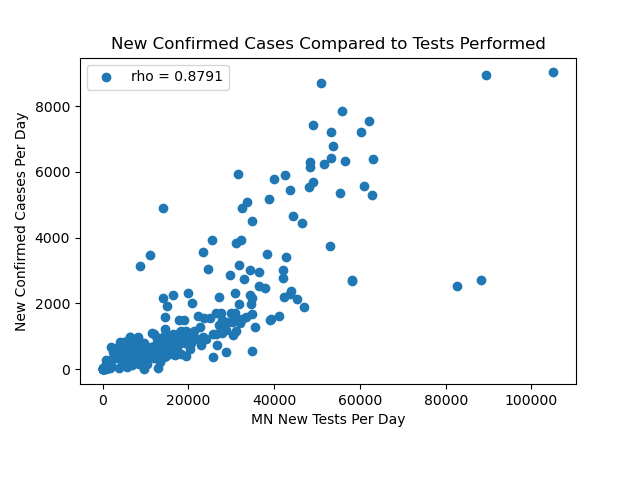 New Confirmed Cases Compared to Tests Performed
rho = 0.8791
New Confirmed Caeses Per Day
8000
6000
4000
2000
0
0 20000 40000 60000 80000 100000
MN New Tests Per Day